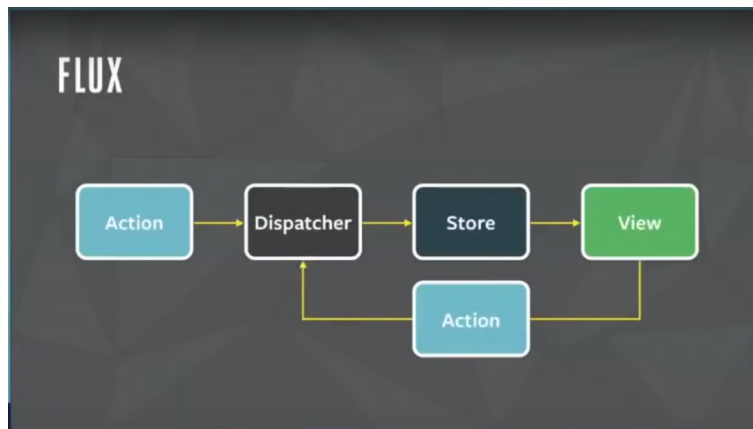 FLUX
Action
Dispatcher
Store
View
Action